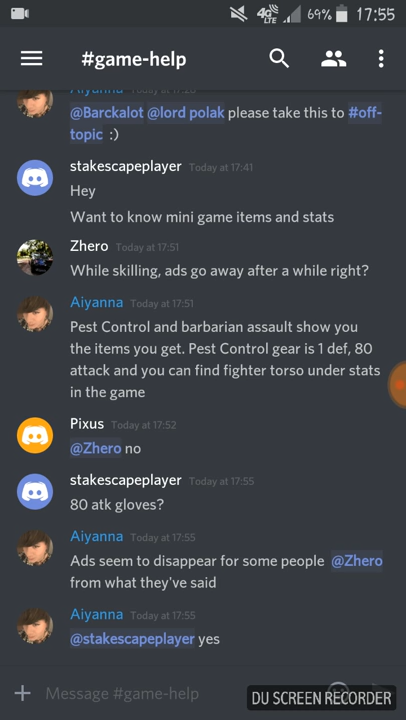 4G LTE 69% 17:55
#game-help
Aiyanna
@Barckalot @lord polak please take this to #off-
topic :)
stakescapeplayer Today at 17:41
Hey
Want to know mini game items and stats
Zhero Today at 17:51
While skilling, ads go away after a while right?
Aiyanna Today at 17:51
Pest Control and barbarian assault show you
the items you get. Pest Control gear is 1 def, 80
attack and you can find fighter torso under stats
in the game
Pixus Today at 17:52
@Zhero no
stakescapeplayer Today at 17:55
80 atk gloves?
Aiyanna Today at 17:55
Ads seem to disappear for some people @Zhero
from what they've said
Aiyanna Today at 17:55
@stakescapeplayer yes
Message #game-help
DU SCREEN RECORDER